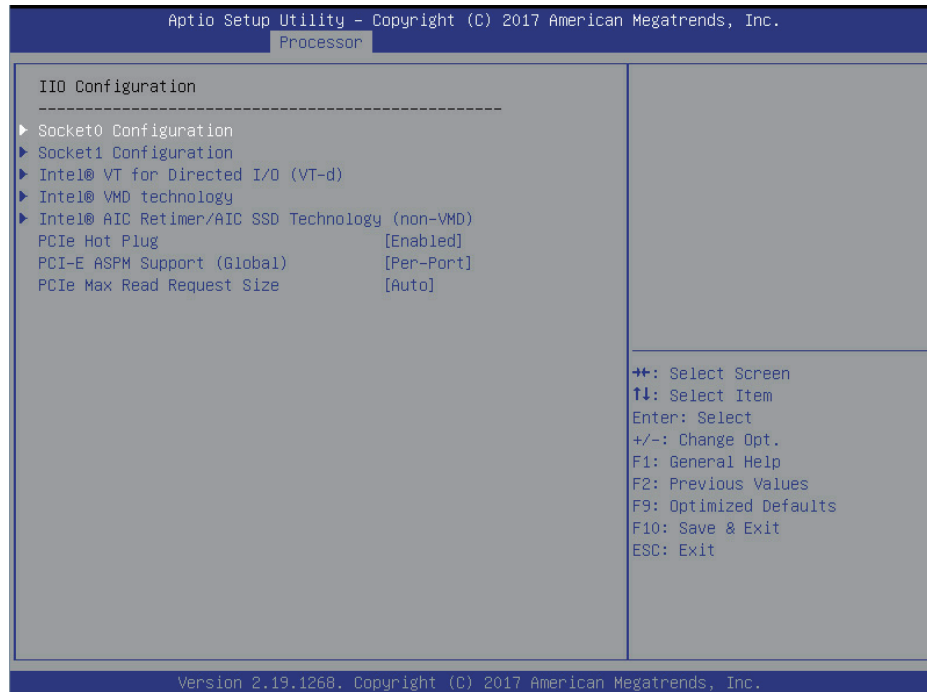 Aptio Setup Utility – Copyright (C) 2017 American Megatrends, Inc.
Processor
IIO Configuration
--------------------------------------------------
Socket0 Configuration
Socket1 Configuration
Intel® VT for Directed I/O (VT-d)
Intel® VMD technology
Intel® AIC Retimer/AIC SSD Technology (non-VMD)
PCIe Hot Plug [Enabled]
PCI-E ASPM Support (Global) [Per-Port]
PCIe Max Read Request Size [Auto]
→←: Select Screen
↑↓: Select Item
Enter: Select
+/-: Change Opt.
F1: General Help
F2: Previous Values
F9: Optimized Defaults
F10: Save & Exit
ESC: Exit
Version 2.19.1268. Copyright (C) 2017 American Megatrends, Inc.